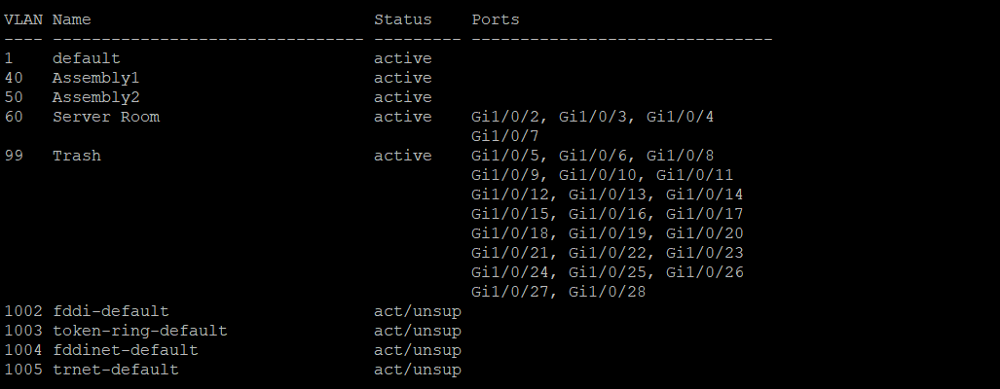 VLAN Name                             Status    Ports
---- -------------------------------- --------- -------------------------------
1    default                          active
40   Assembly1                        active
50   Assembly2                        active
60   Server Room                      active    Gi1/0/2, Gi1/0/3, Gi1/0/4
                                                Gi1/0/7
99   Trash                            active    Gi1/0/5, Gi1/0/6, Gi1/0/8
                                                Gi1/0/9, Gi1/0/10, Gi1/0/11
                                                Gi1/0/12, Gi1/0/13, Gi1/0/14
                                                Gi1/0/15, Gi1/0/16, Gi1/0/17
                                                Gi1/0/18, Gi1/0/19, Gi1/0/20
                                                Gi1/0/21, Gi1/0/22, Gi1/0/23
                                                Gi1/0/24, Gi1/0/25, Gi1/0/26
                                                Gi1/0/27, Gi1/0/28
1002 fddi-default                     act/unsup
1003 token-ring-default               act/unsup
1004 fddinet-default                  act/unsup
1005 trnet-default                    act/unsup